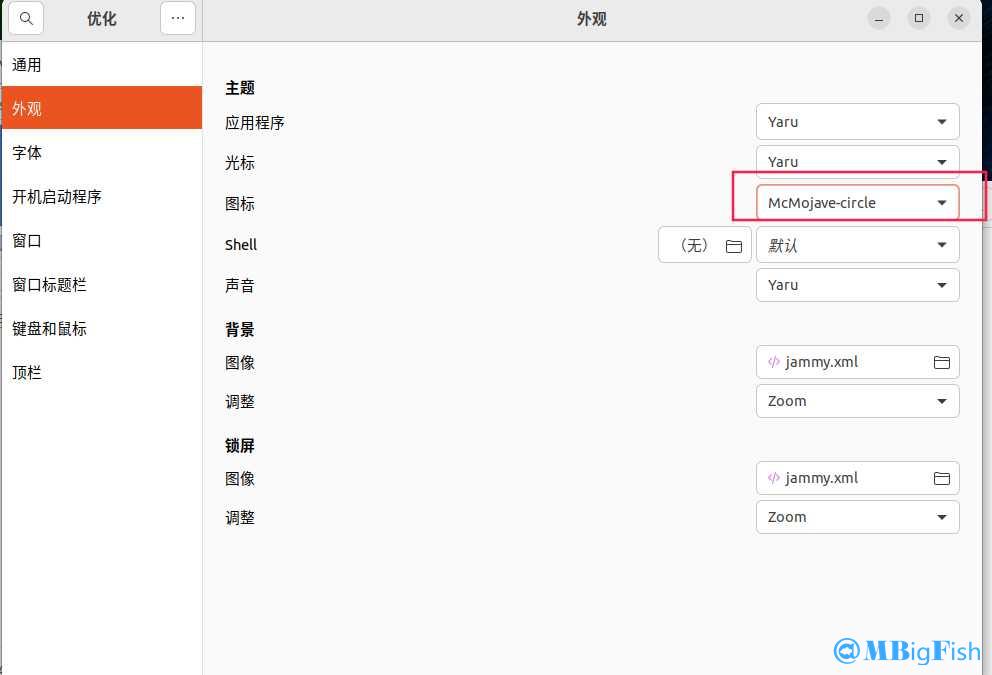 优化
外观
通用
外观
字体
开机启动程序
窗口
窗口标题栏
键盘和鼠标
顶栏
主题
应用程序 Yaru
光标 Yaru
图标 McMojave-circle
Shell （无） 默认
声音 Yaru
背景
图像 jammy.xml
调整 Zoom
锁屏
图像 jammy.xml
调整 Zoom
@MBigFish